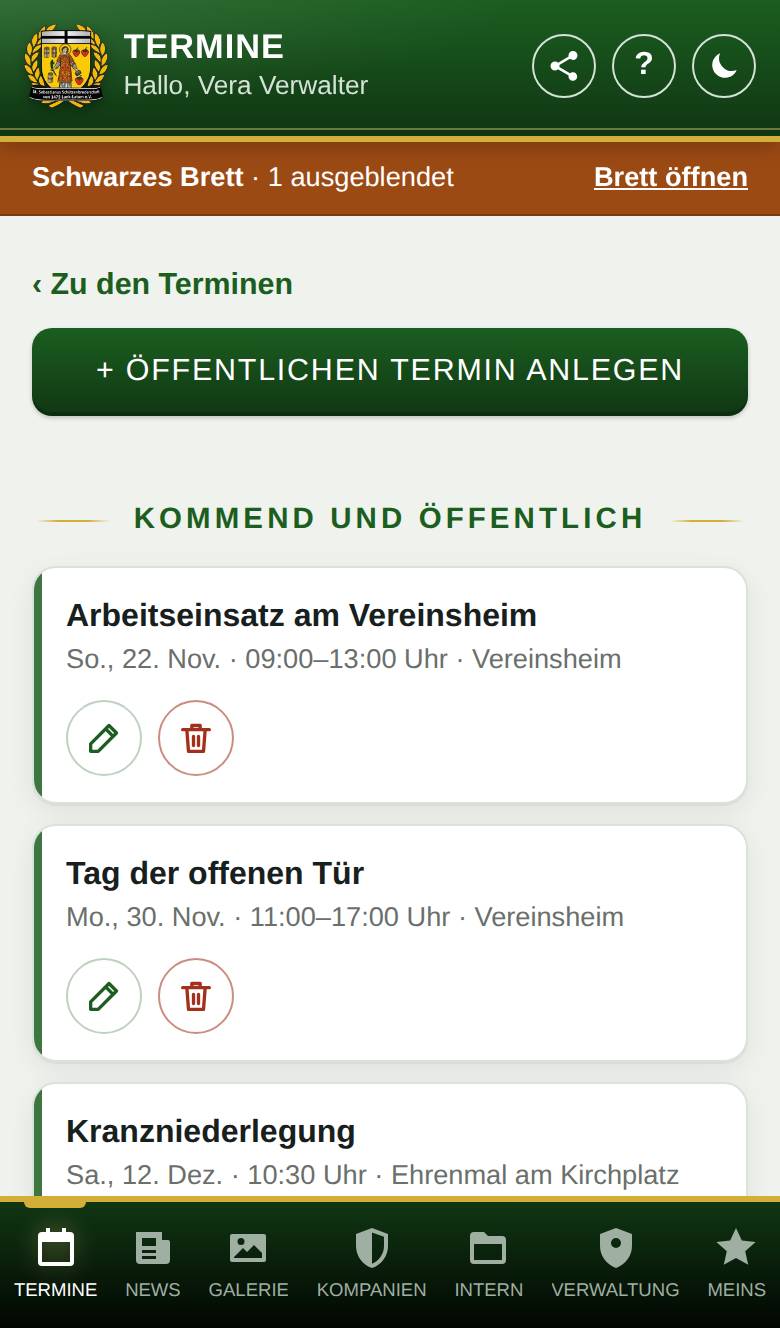 TERMINE
Hallo, Vera Verwalter
?
Schwarzes Brett · 1 ausgeblendet
Brett öffnen
‹ Zu den Terminen
+ ÖFFENTLICHEN TERMIN ANLEGEN
KOMMEND UND ÖFFENTLICH
Arbeitseinsatz am Vereinsheim
So., 22. Nov. · 09:00–13:00 Uhr · Vereinsheim
Tag der offenen Tür
Mo., 30. Nov. · 11:00–17:00 Uhr · Vereinsheim
Kranzniederlegung
Sa., 12. Dez. · 10:30 Uhr · Ehrenmal am Kirchplatz
TERMINE
NEWS
GALERIE
KOMPANIEN
INTERN
VERWALTUNG
MEINS